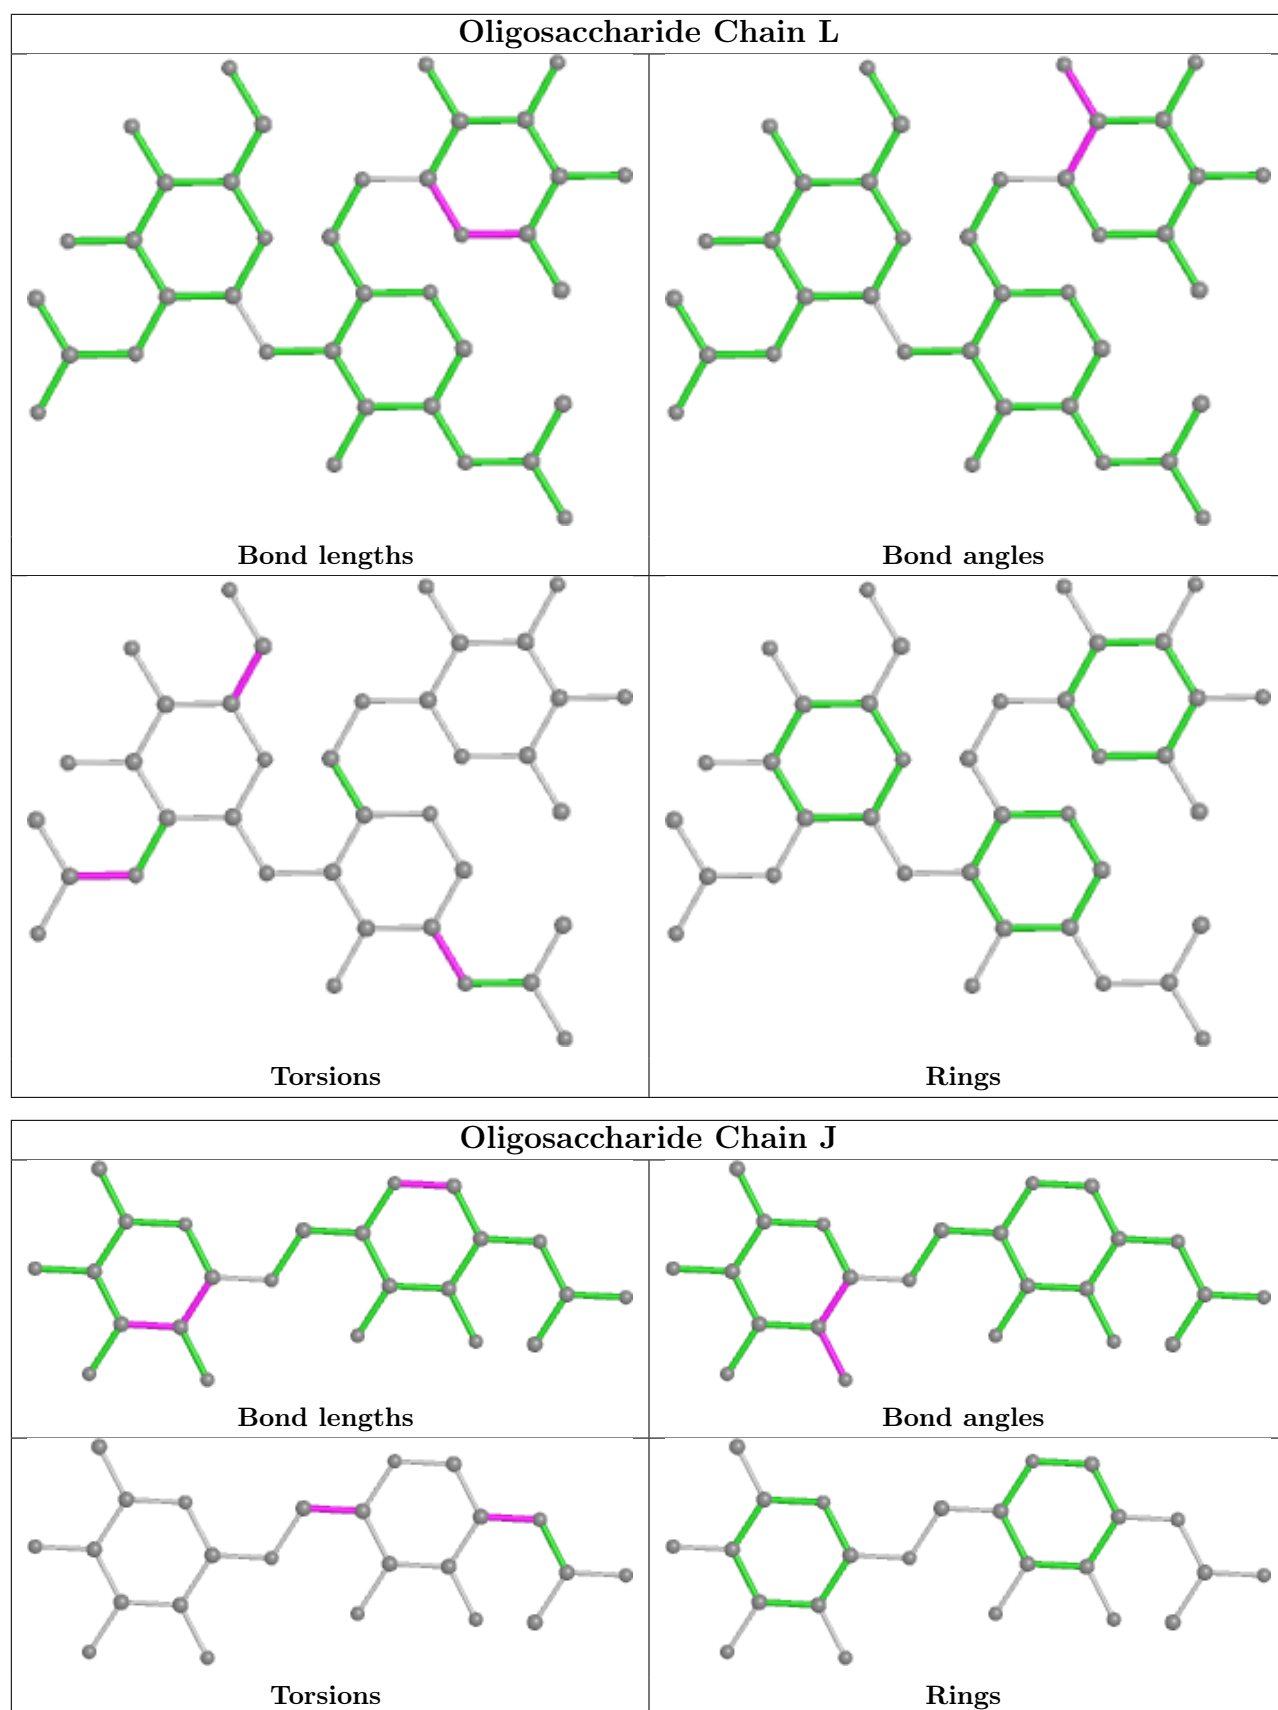 Oligosaccharide Chain L
Bond lengths
Bond angles
Torsions
Rings
Oligosaccharide Chain J
Bond lengths
Bond angles
Torsions
Rings